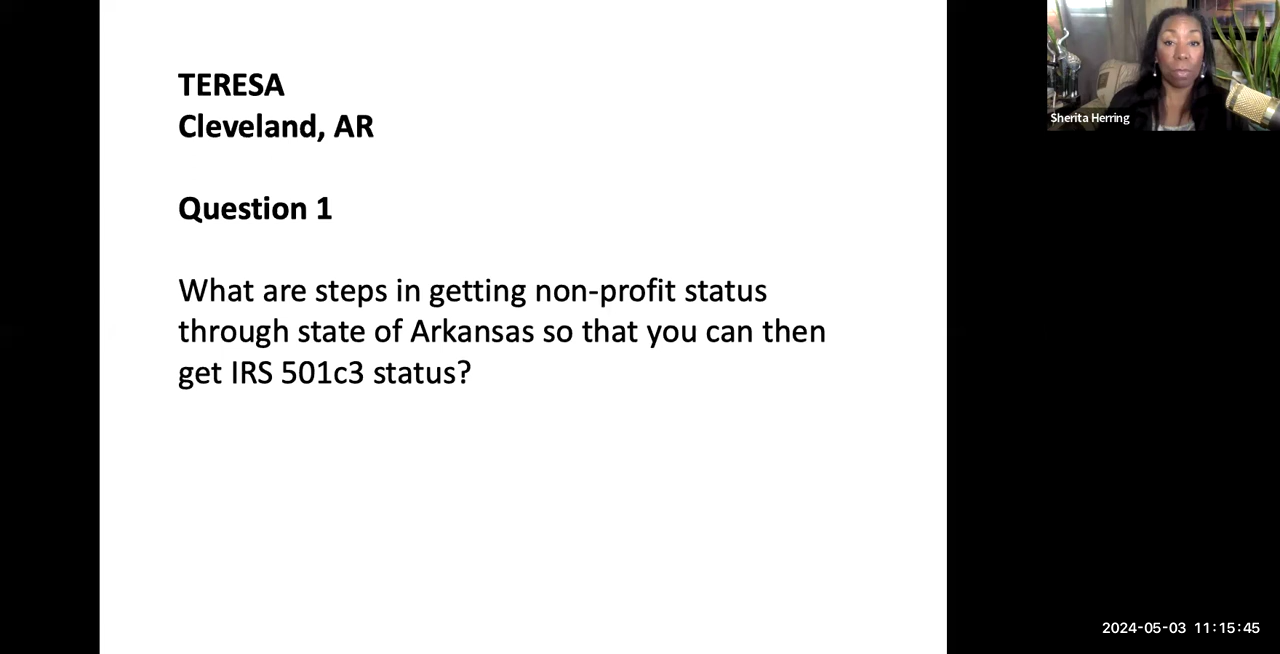 TERESA
Cleveland, AR
Question 1
What are steps in getting non-profit status
through state of Arkansas so that you can then
get IRS 501c3 status?
Sherita Herring
2024-05-03 11:15:45